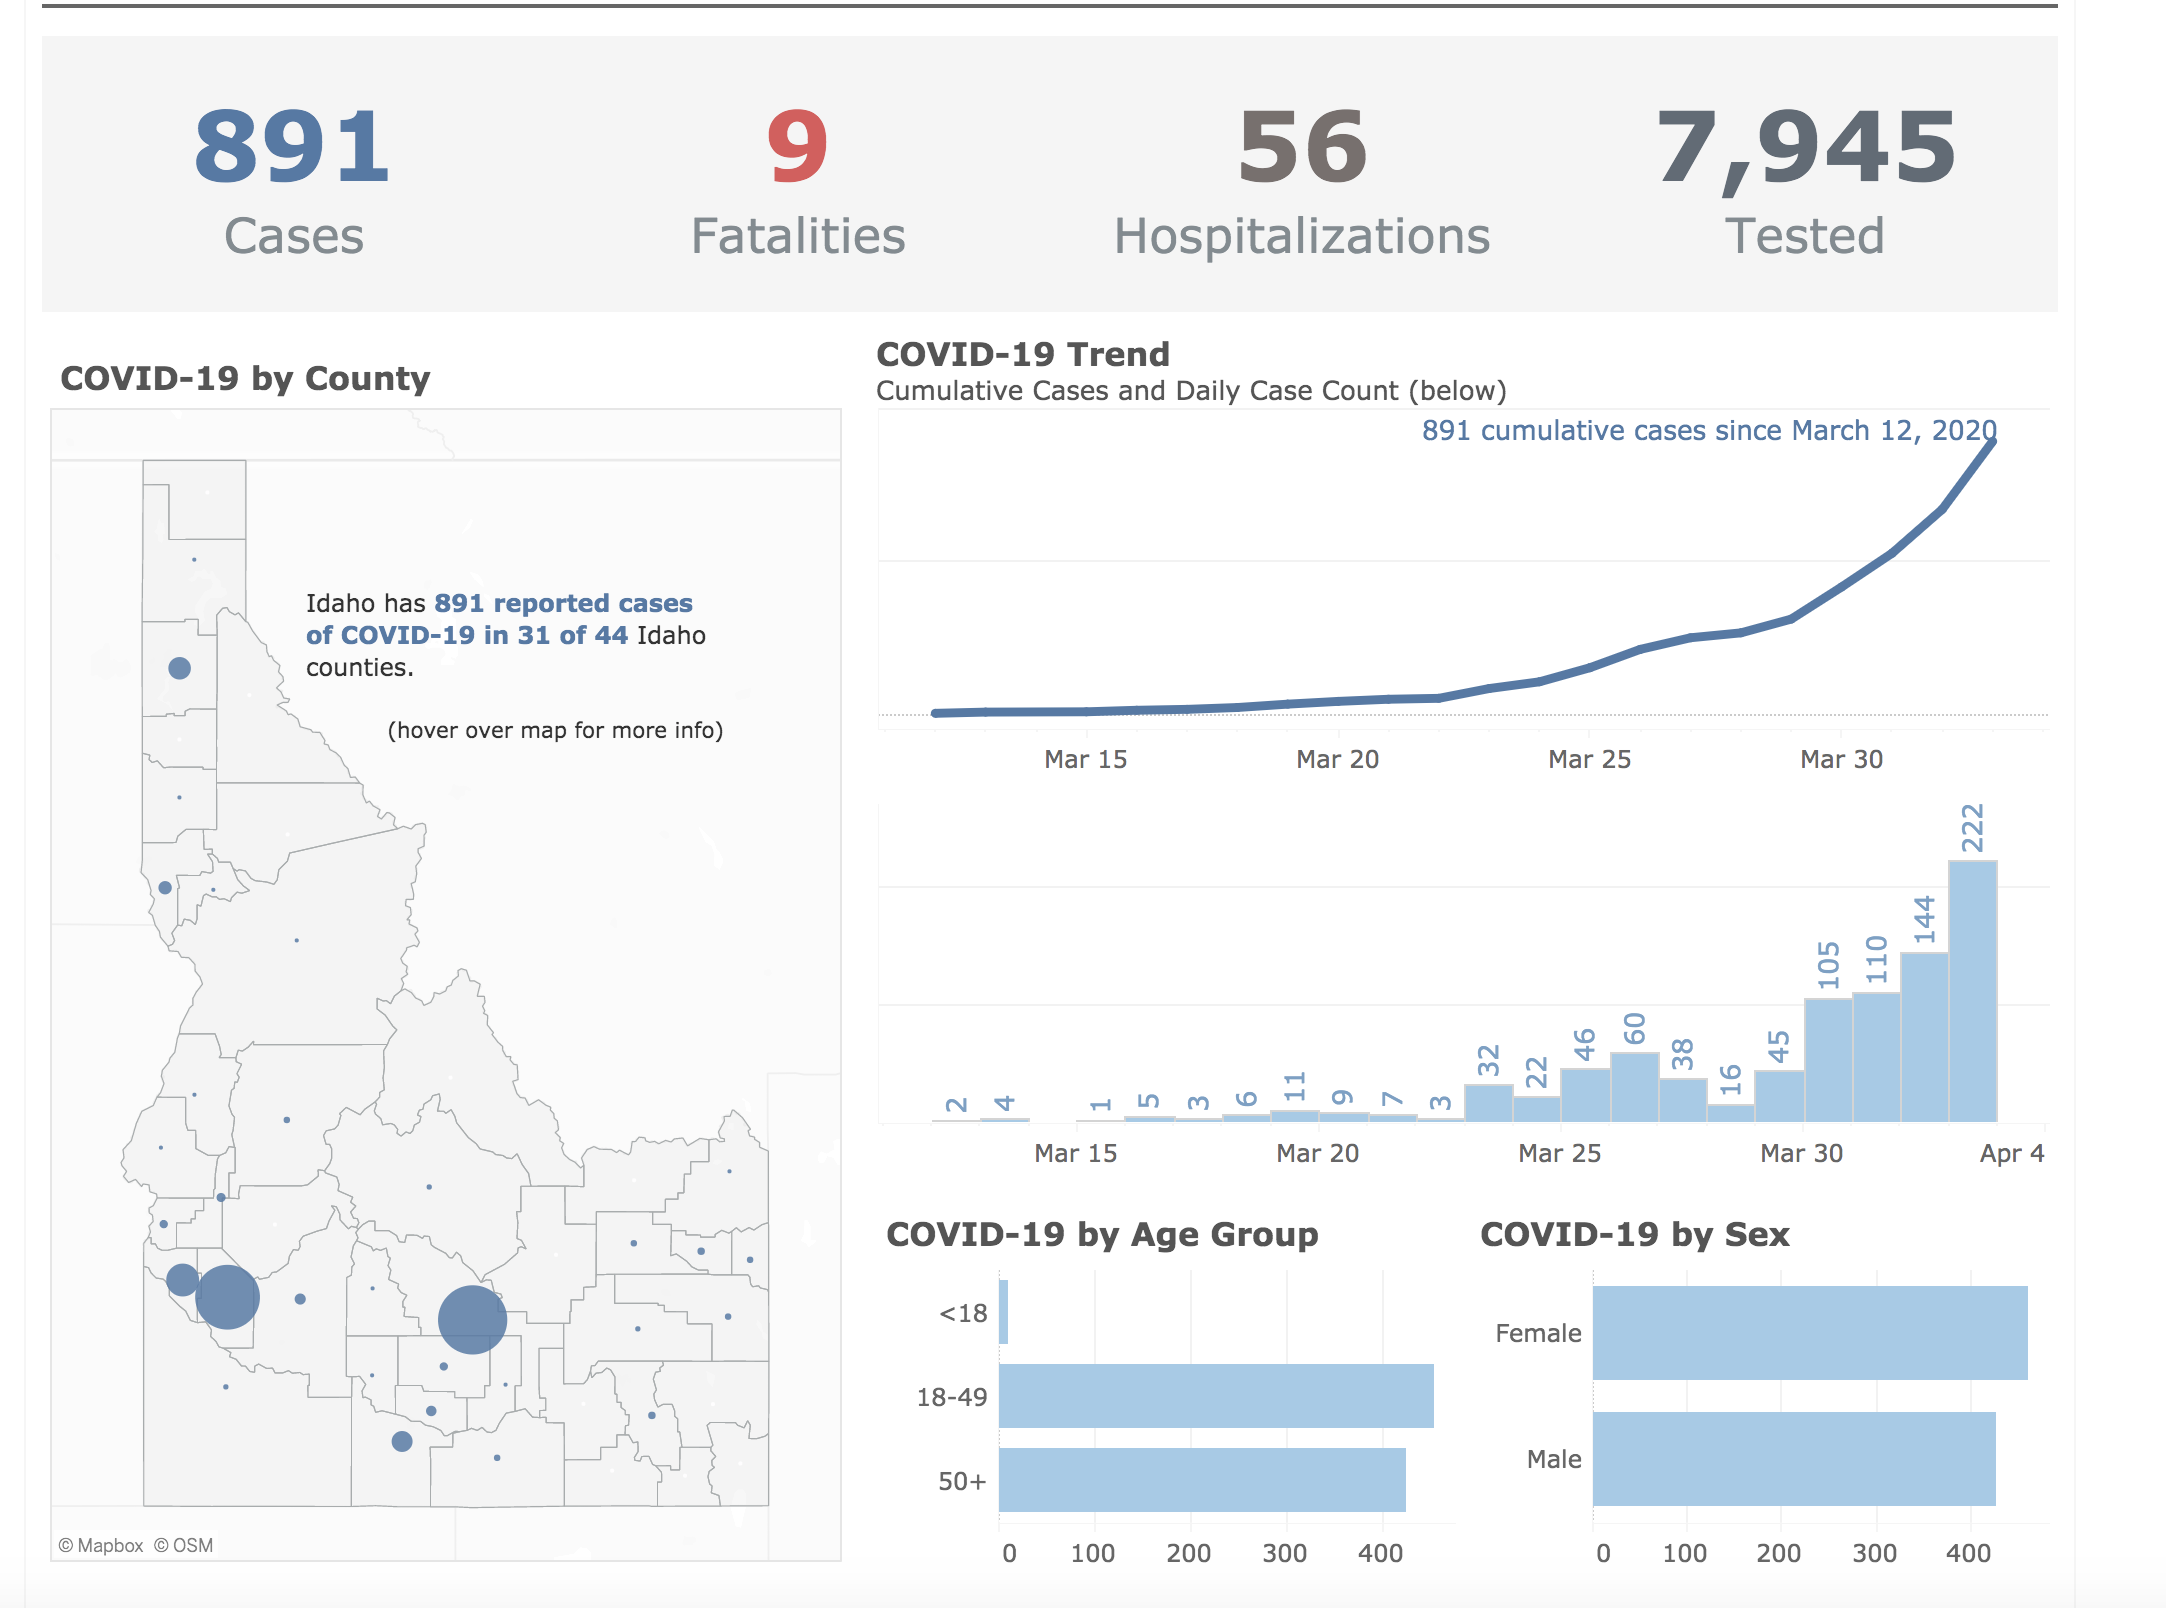 891
Cases
9
Fatalities
56
Hospitalizations
7,945
Tested
COVID-19 by County
Idaho has 891 reported cases
of COVID-19 in 31 of 44 Idaho
counties.
(hover over map for more info)
© Mapbox © OSM
COVID-19 Trend
Cumulative Cases and Daily Case Count (below)
891 cumulative cases since March 12, 2020
Mar 15 Mar 20 Mar 25 Mar 30
2 4 1 5 3 6 11 9 7 3 32 22 46 60 38 16 45 105 110 144 222
Mar 15 Mar 20 Mar 25 Mar 30 Apr 4
COVID-19 by Age Group
<18
18-49
50+
0 100 200 300 400
COVID-19 by Sex
Female
Male
0 100 200 300 400